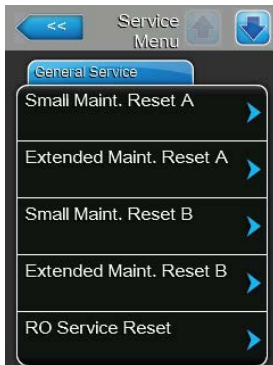 <<
Service
Menu
General Service
Small Maint. Reset A
Extended Maint. Reset A
Small Maint. Reset B
Extended Maint. Reset B
RO Service Reset